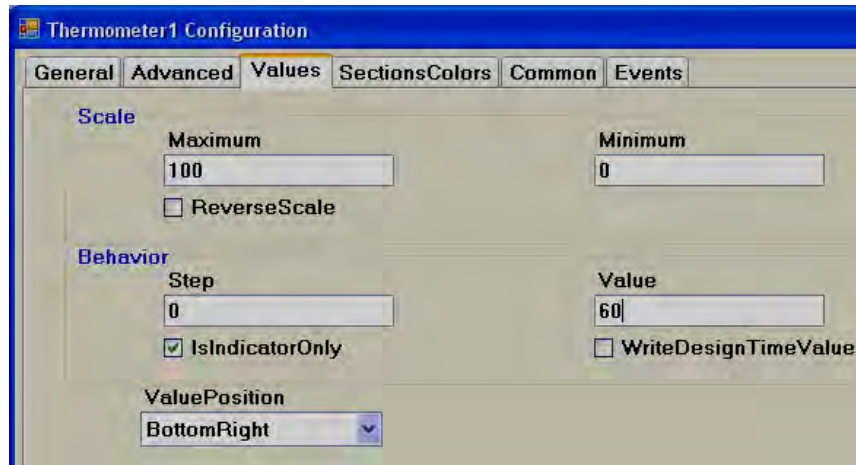 Thermometer1 Configuration
General Advanced Values SectionsColors Common Events
Scale
Maximum Minimum
100 0
ReverseScale
Behavior
Step Value
0 60
IsIndicatorOnly WriteDesignTimeValue
ValuePosition
BottomRight